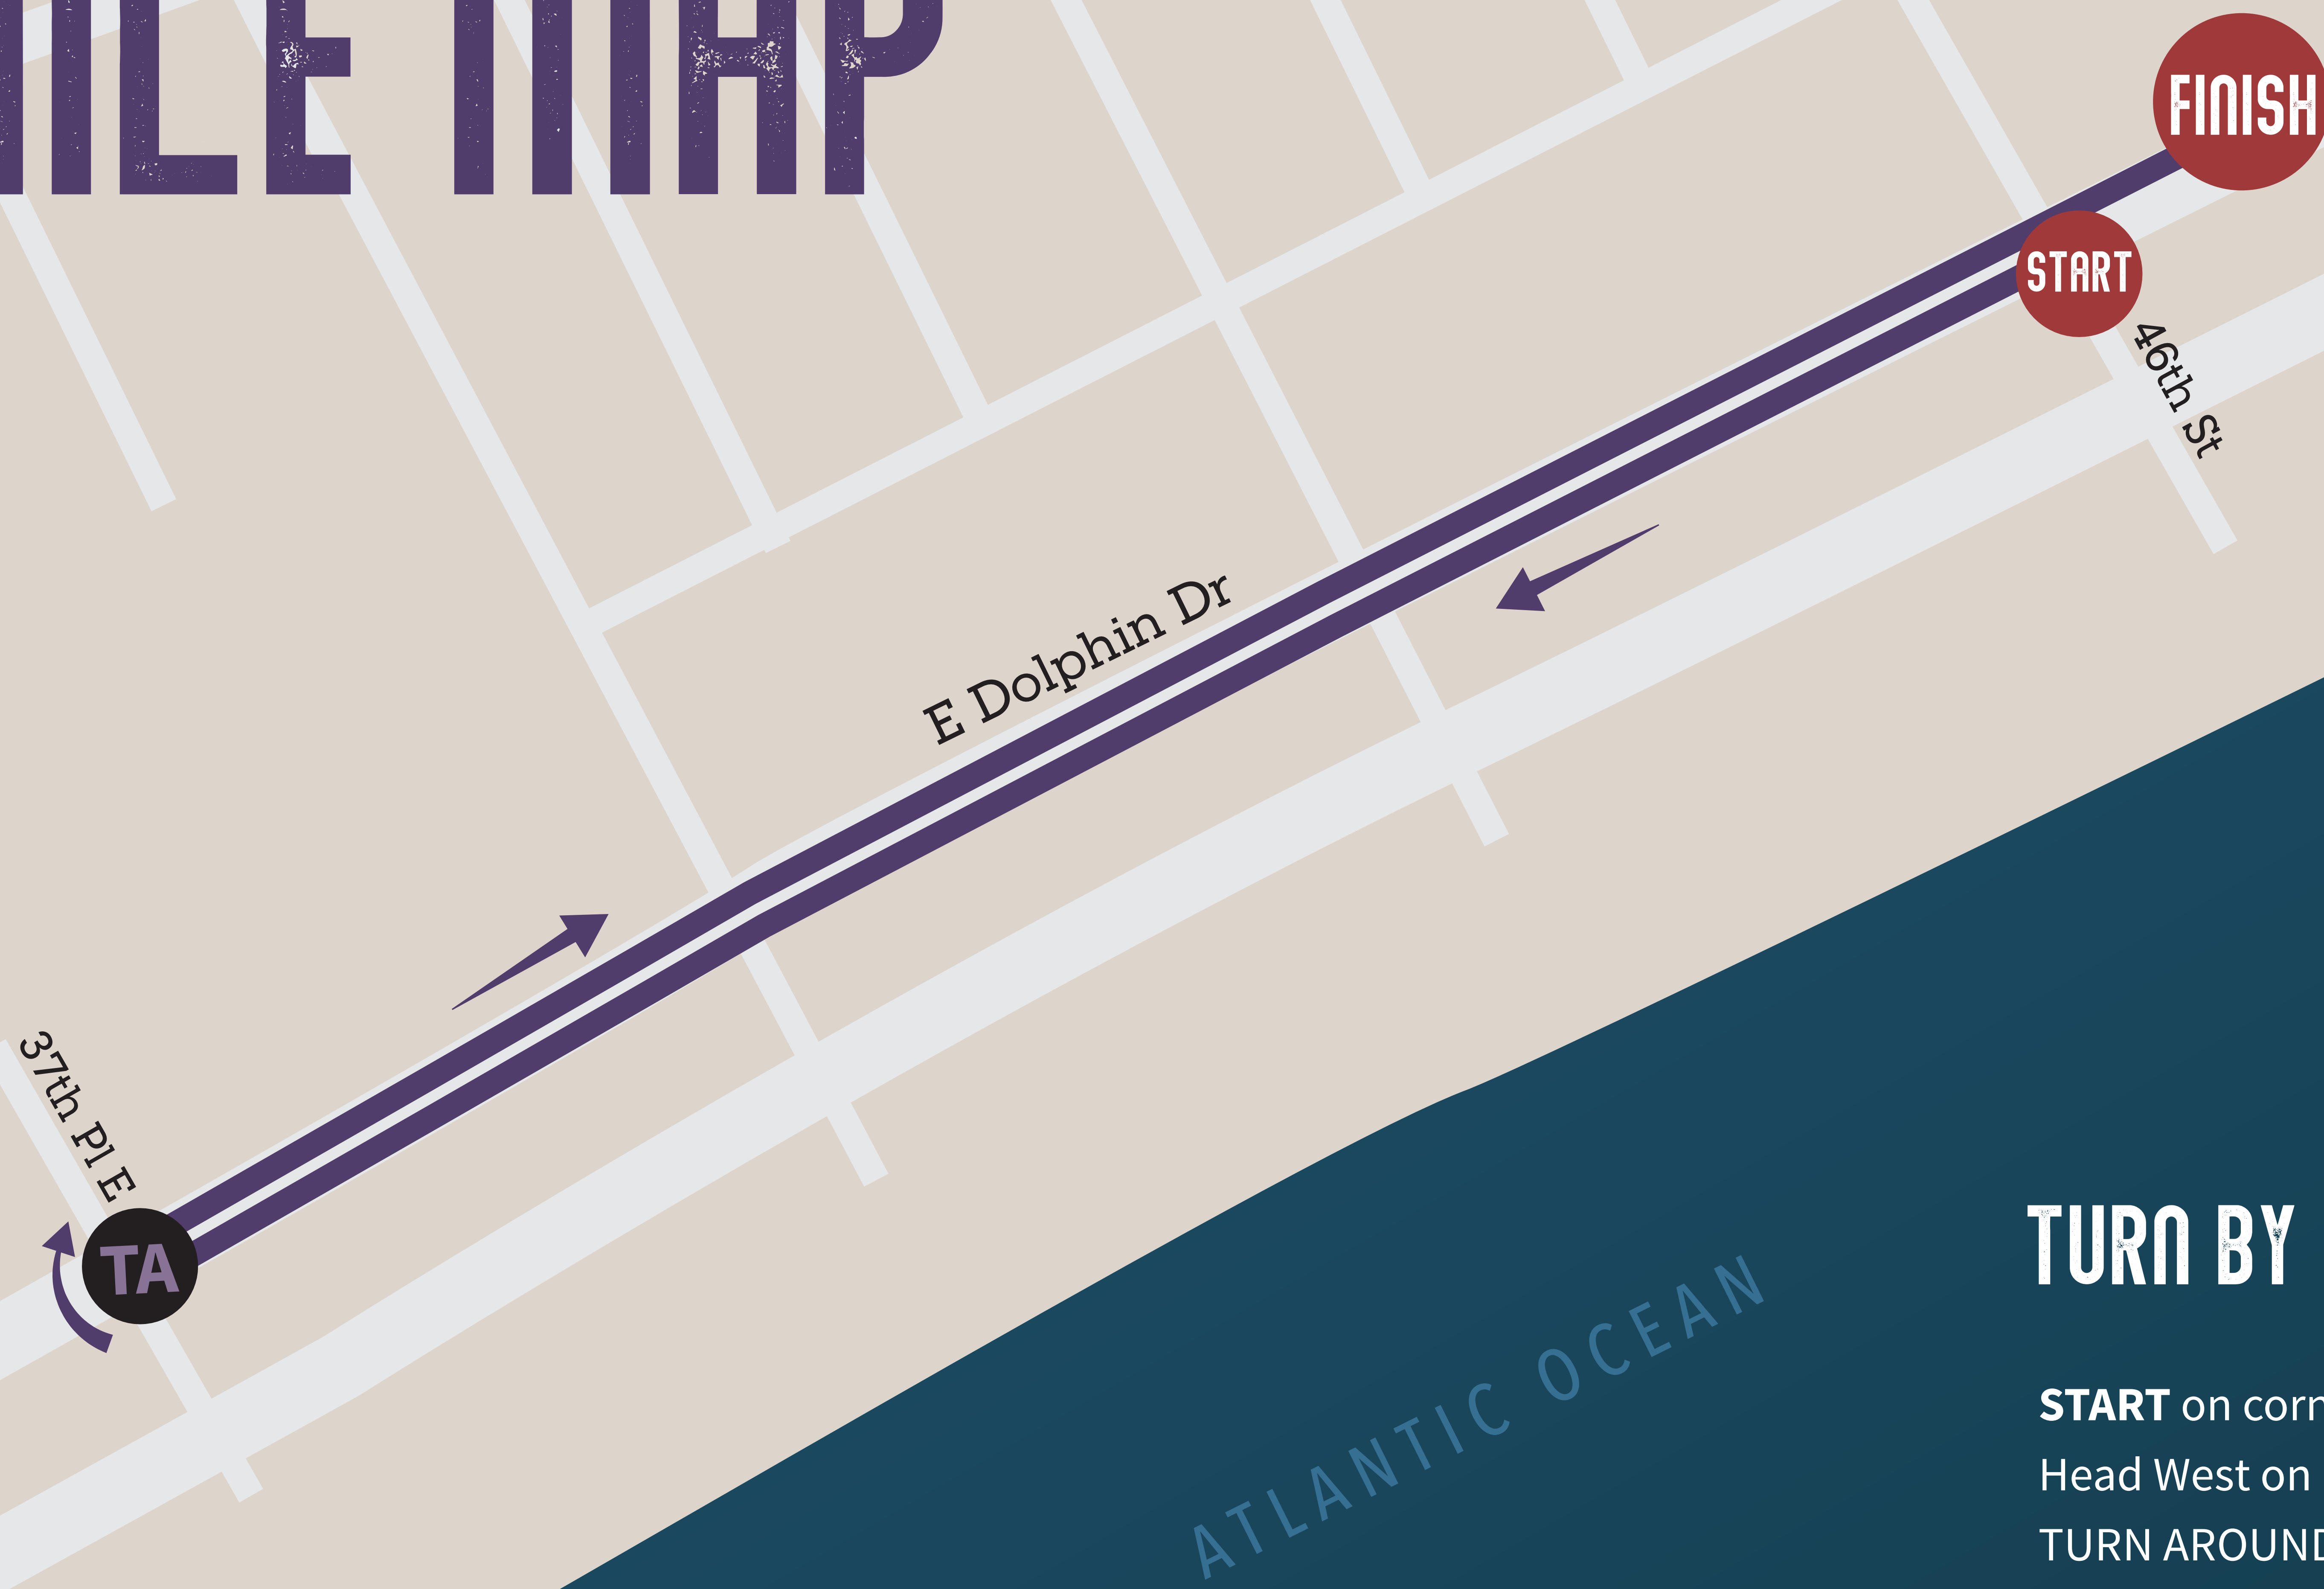 ILE MAP
FINISH
START
46th St
E Dolphin Dr
37th Pl E
TA
ATLANTIC OCEAN
TURN BY
START on corn
Head West on
TURN AROUND